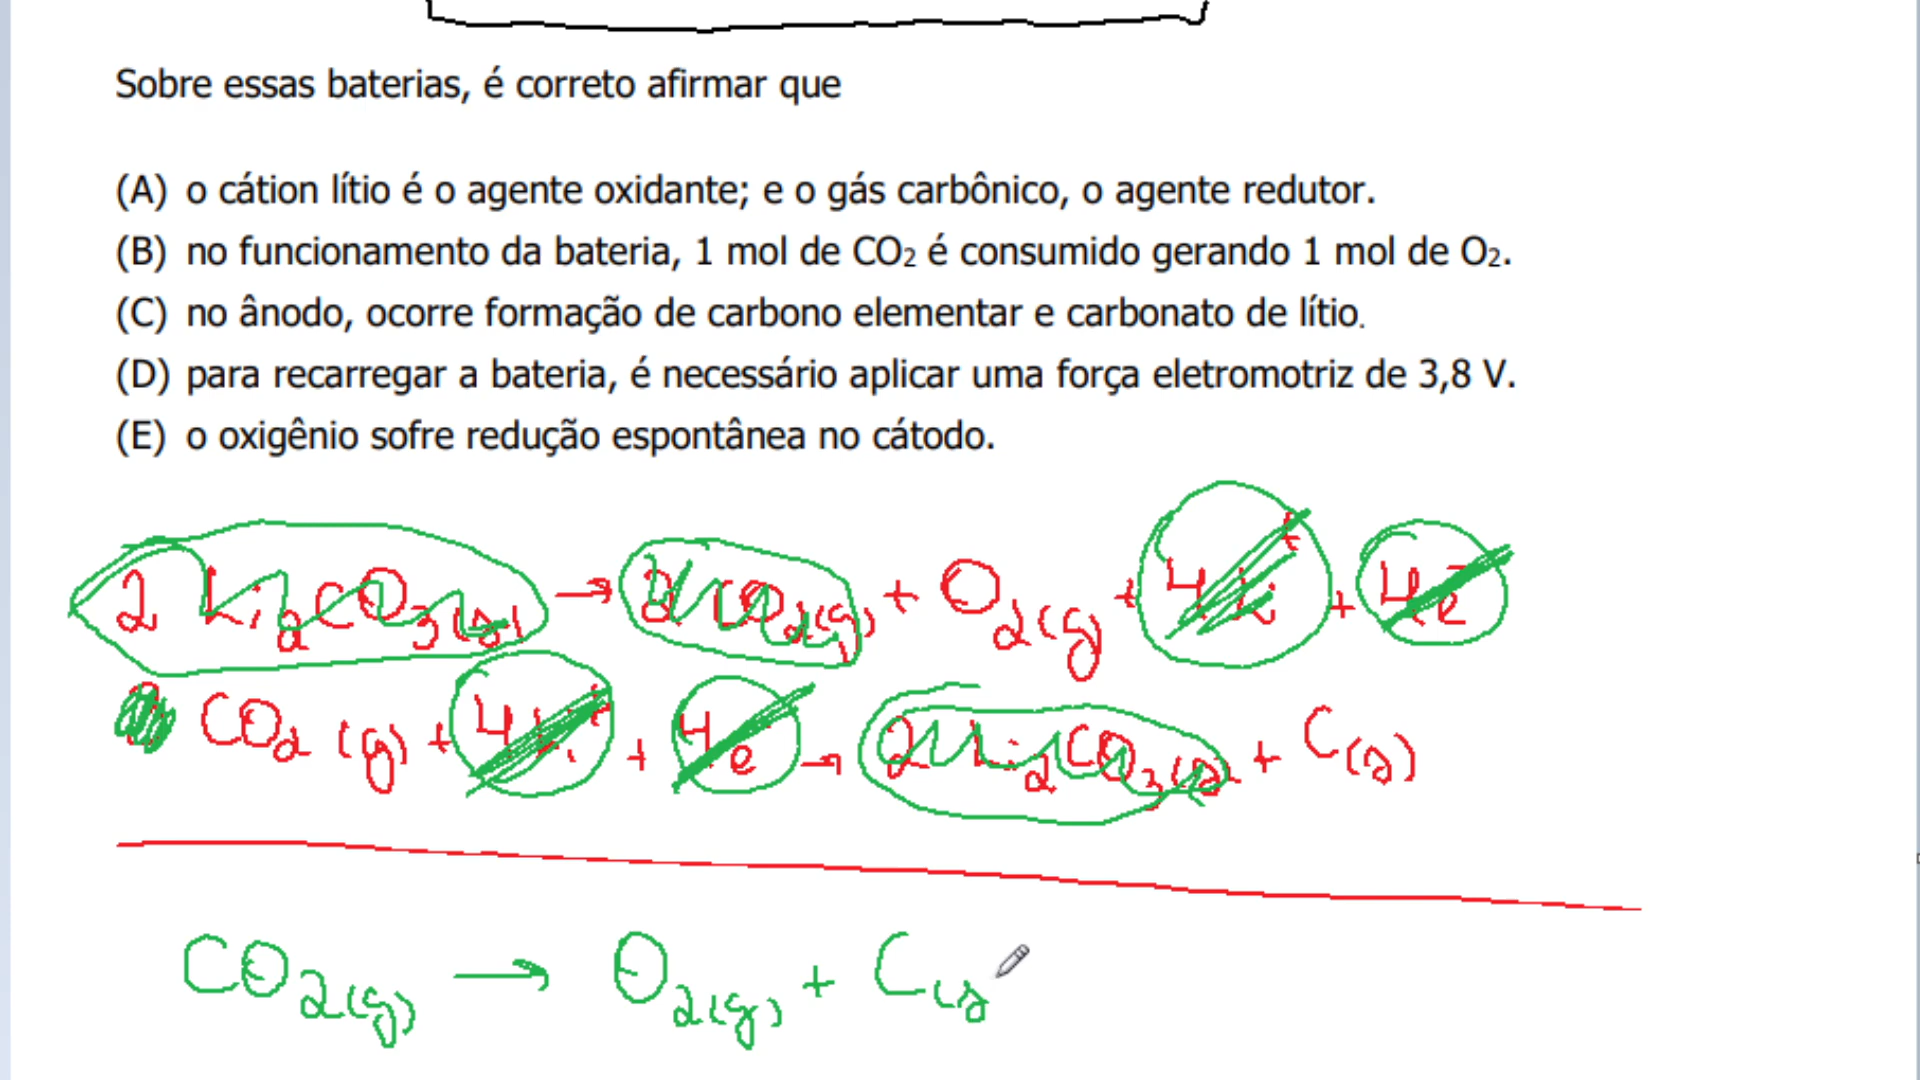 Sobre essas baterias, é correto afirmar que
(A) o cátion lítio é o agente oxidante; e o gás carbônico, o agente redutor.
(B) no funcionamento da bateria, 1 mol de CO₂ é consumido gerando 1 mol de O₂.
(C) no ânodo, ocorre formação de carbono elementar e carbonato de lítio.
(D) para recarregar a bateria, é necessário aplicar uma força eletromotriz de 3,8 V.
(E) o oxigênio sofre redução espontânea no cátodo.
2 Li₂CO₃(s) → 2 CO₂(g) + O₂(g) + 4 Li⁺ + 4e⁻
CO₂ (g) + 4 Li⁺ + 4e → 2 Li₂CO₃(s) + C(s)
CO₂(g) → O₂(g) + C(s